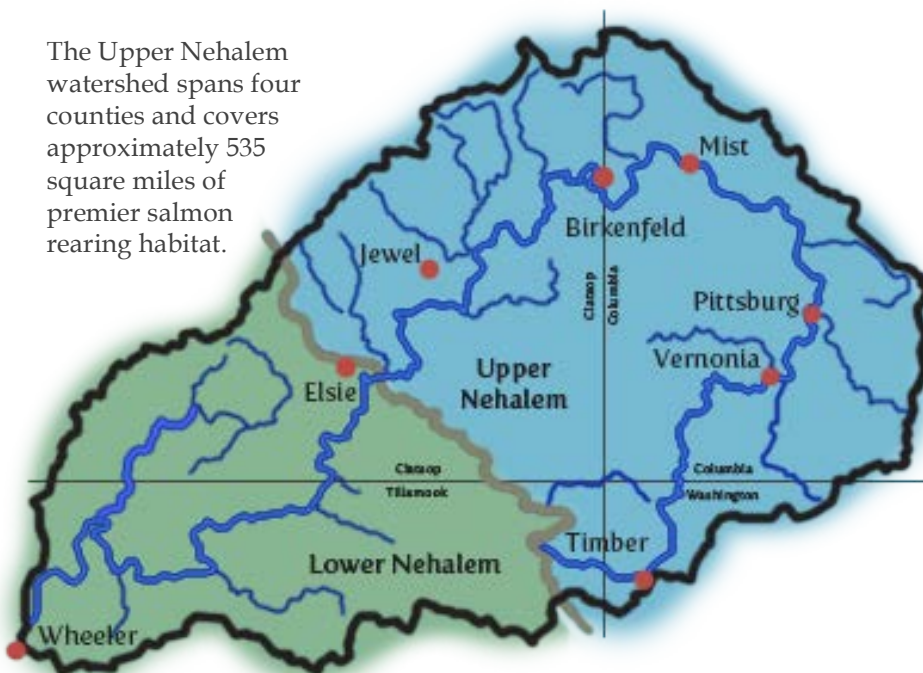 The Upper Nehalem
watershed spans four
counties and covers
approximately 535
square miles of
premier salmon
rearing habitat.
Mist
Birkenfeld
Jewel
Clatsop
Columbia
Pittsburg
Vernonia
Upper
Nehalem
Elsie
Clatsop
Tillamook
Columbia
Washington
Timber
Lower Nehalem
Wheeler